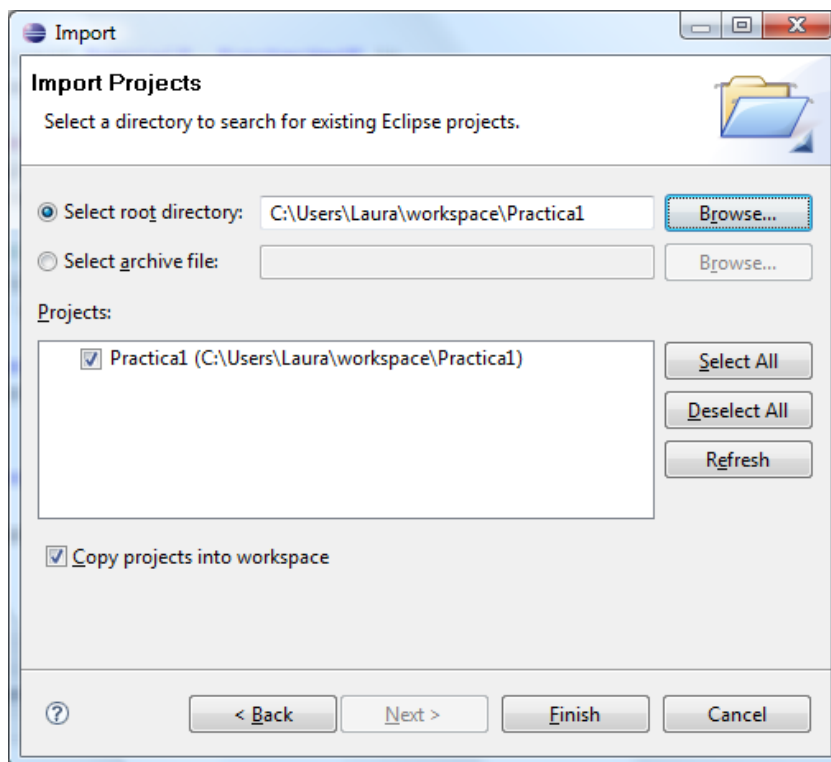 Import
Import Projects
Select a directory to search for existing Eclipse projects.
Select root directory: C:\Users\Laura\workspace\Practica1 Browse...
Select archive file: Browse...
Projects:
Practica1 (C:\Users\Laura\workspace\Practica1) Select All
Deselect All
Refresh
Copy projects into workspace
? < Back Next > Finish Cancel